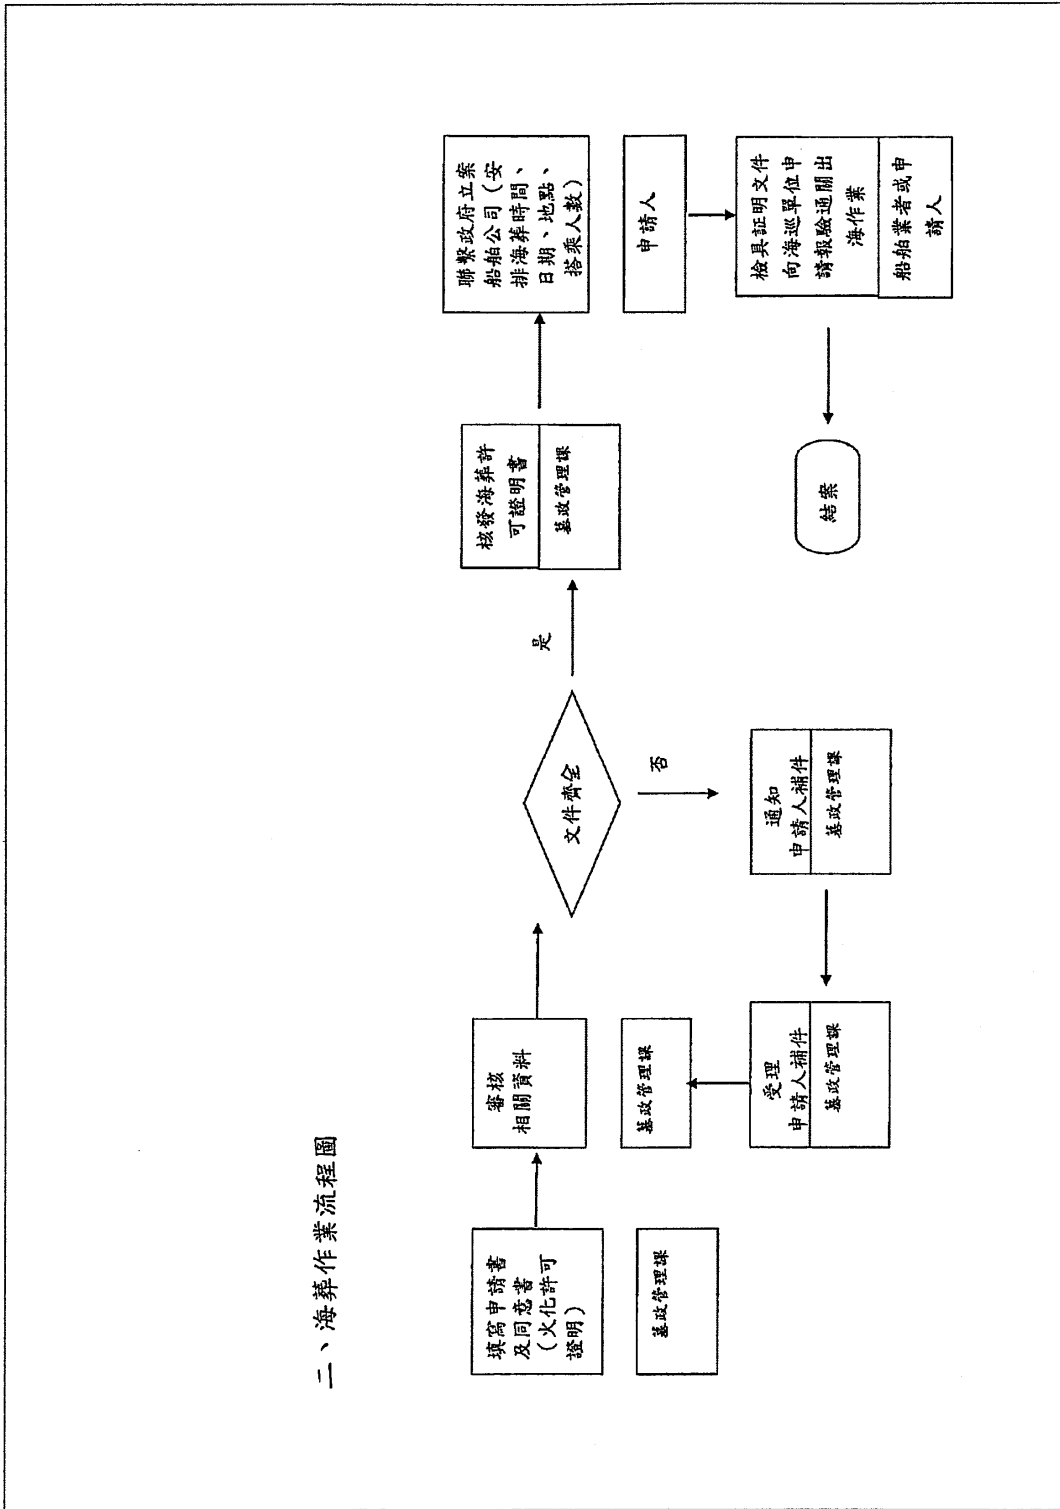 二、海葬作業流程圖
填寫申請書
及同意書
（火化許可
證明）
墓政管理課
審核
相關資料
墓政管理課
文件齊全
是
否
通知
申請人補件
墓政管理課
受理
申請人補件
墓政管理課
核發海葬許
可證明書
墓政管理課
聯繫政府立案
船舶公司（安
排海葬時間、
日期、地點、
搭乘人數）
申請人
檢具証明文件
向海巡單位申
請報驗通關出
海作業
船舶業者或申
請人
結案